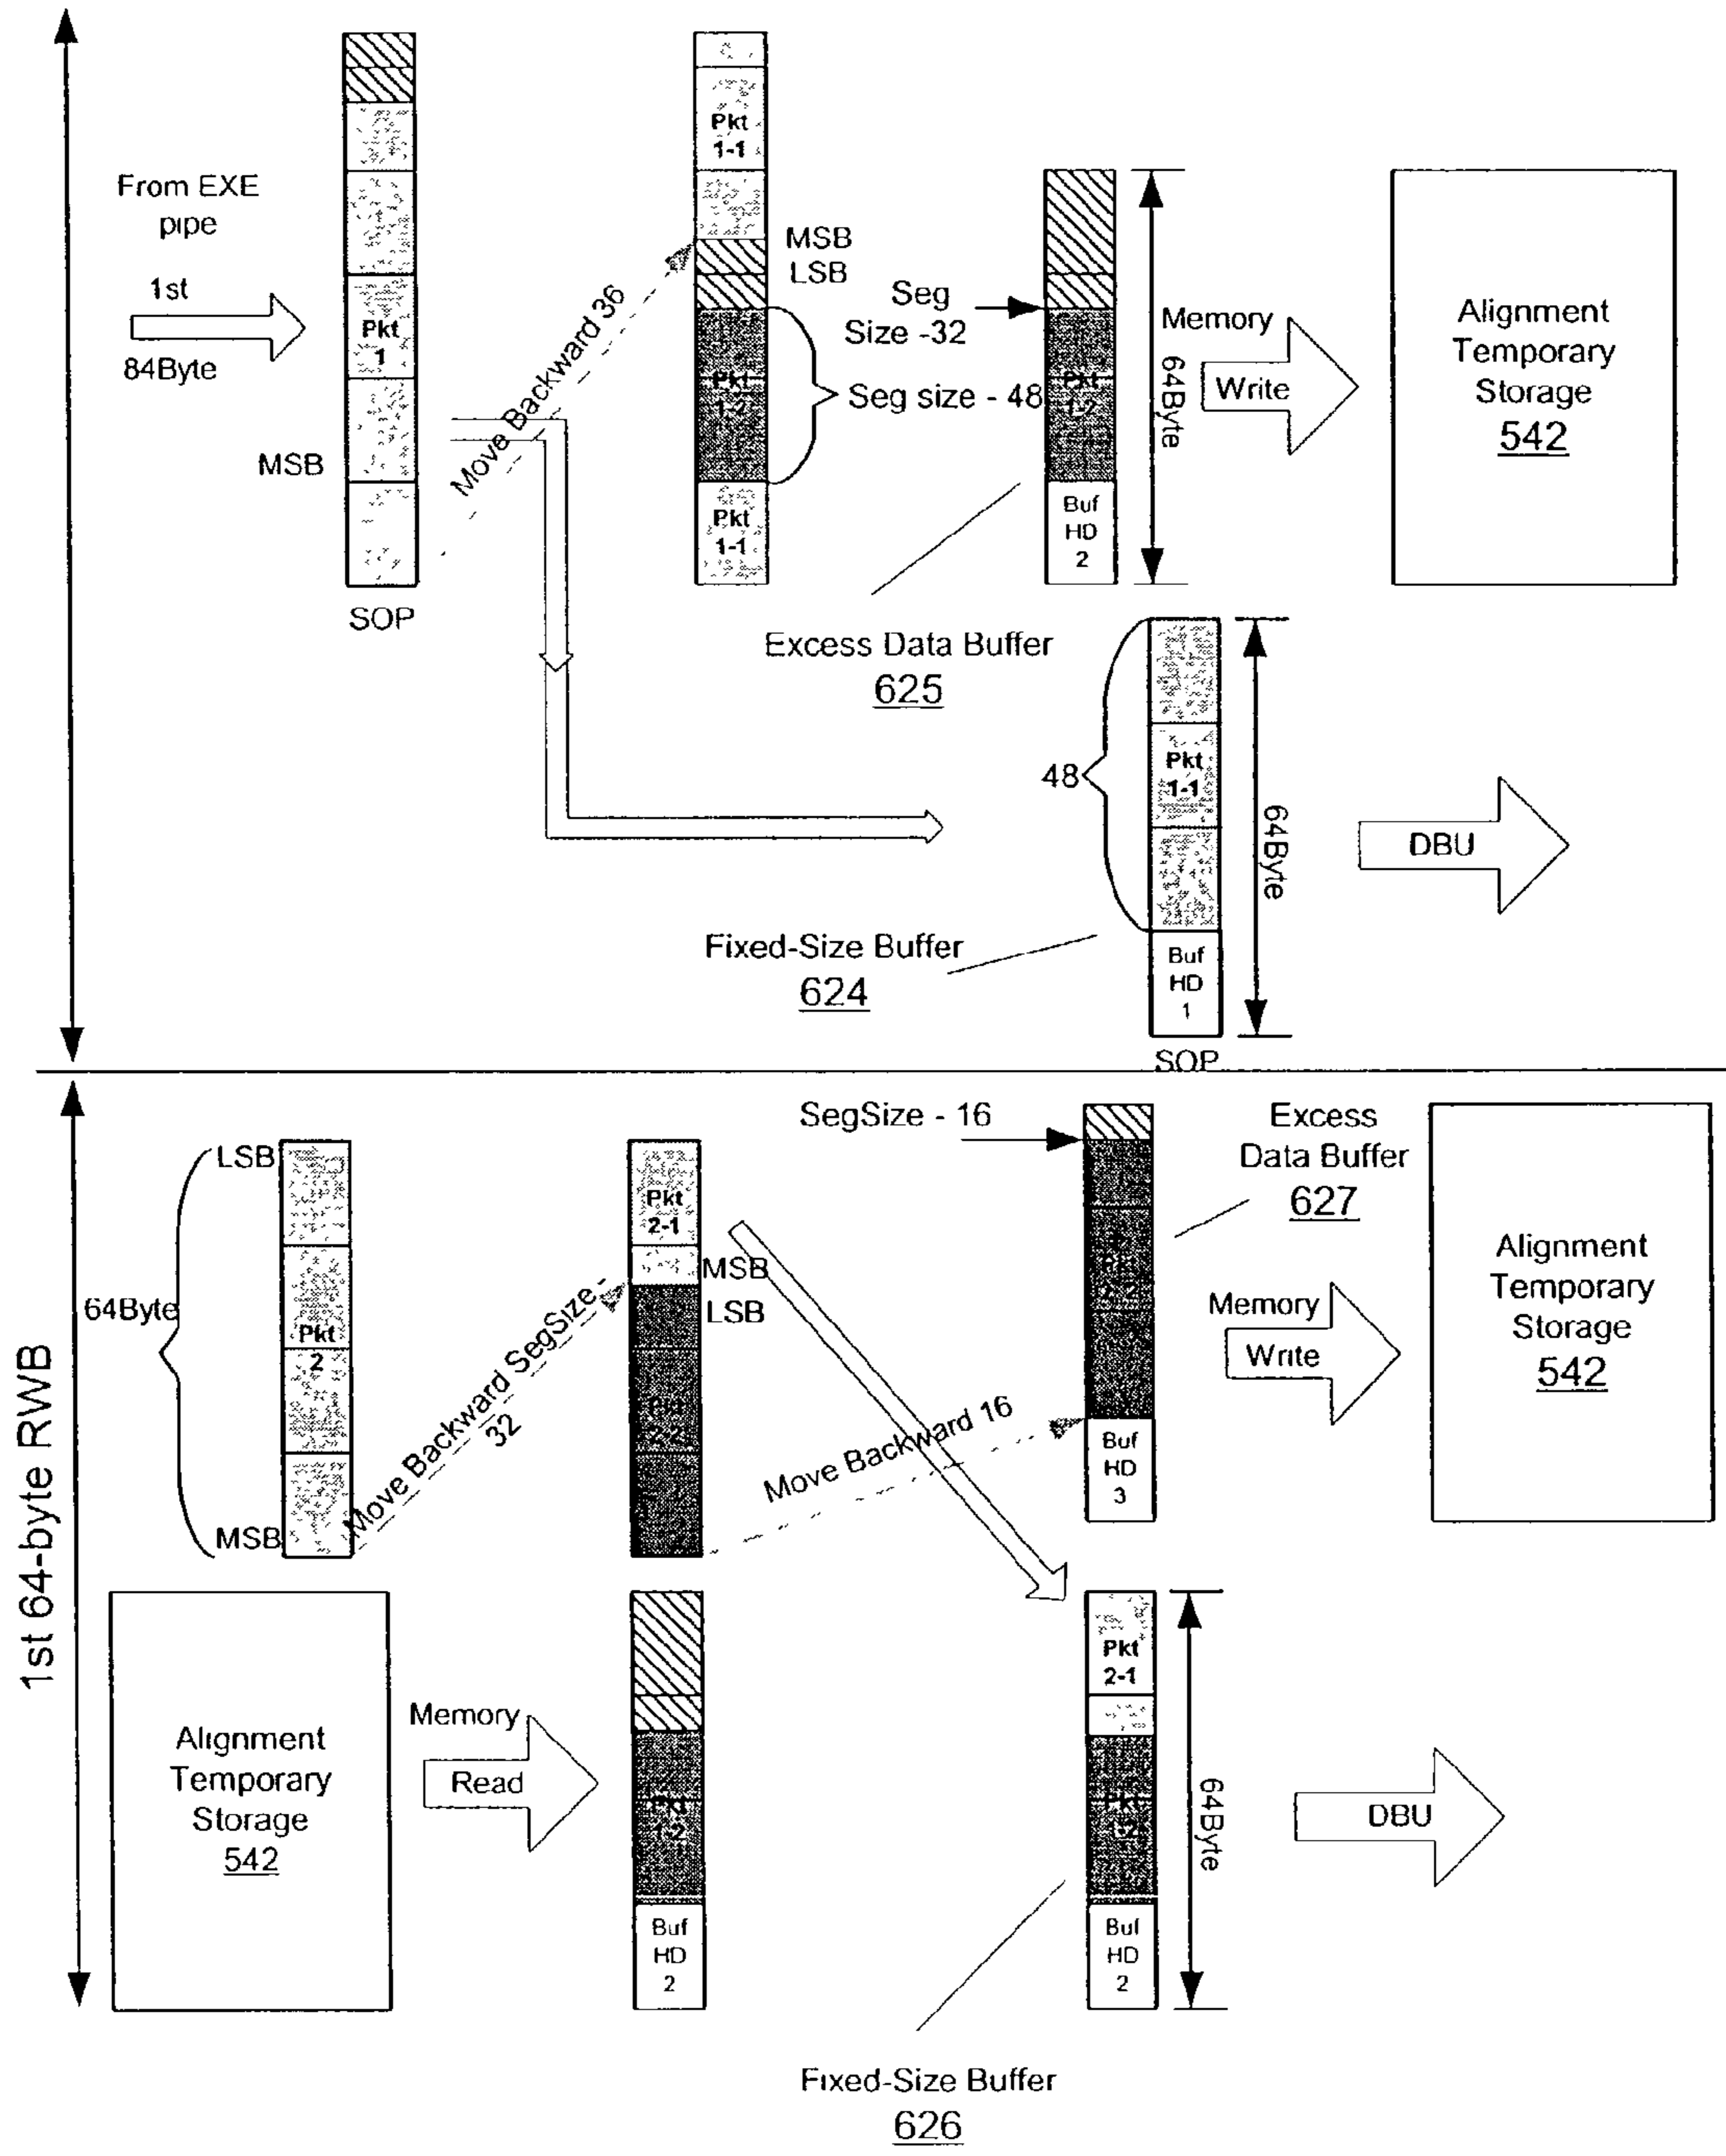 From EXE
pipe
1st
84Byte
Pkt
1
MSB
SOP
Move Backward 36
Pkt
1-1
MSB
LSB
Pkt
1-2
Seg size - 48
Pkt
1-1
Seg
Size -32
Pkt
1-2
Buf
HD
2
64Byte
Memory
Write
Alignment
Temporary
Storage
542
Excess Data Buffer
625
48
Pkt
1-1
Buf
HD
1
SOP
64Byte
DBU
Fixed-Size Buffer
624
1st 64-byte RWB
64Byte
LSB
Pkt
2
MSB
Move Backward SegSize -
32
Pkt
2-1
MSB
LSB
Pkt
2-2
Move Backward 16
SegSize - 16
Buf
HD
3
Excess
Data Buffer
627
Memory
Write
Alignment
Temporary
Storage
542
Alignment
Temporary
Storage
542
Memory
Read
Pkt
1-2
Buf
HD
2
Pkt
2-1
Pkt
1-2
Buf
HD
2
64Byte
DBU
Fixed-Size Buffer
626